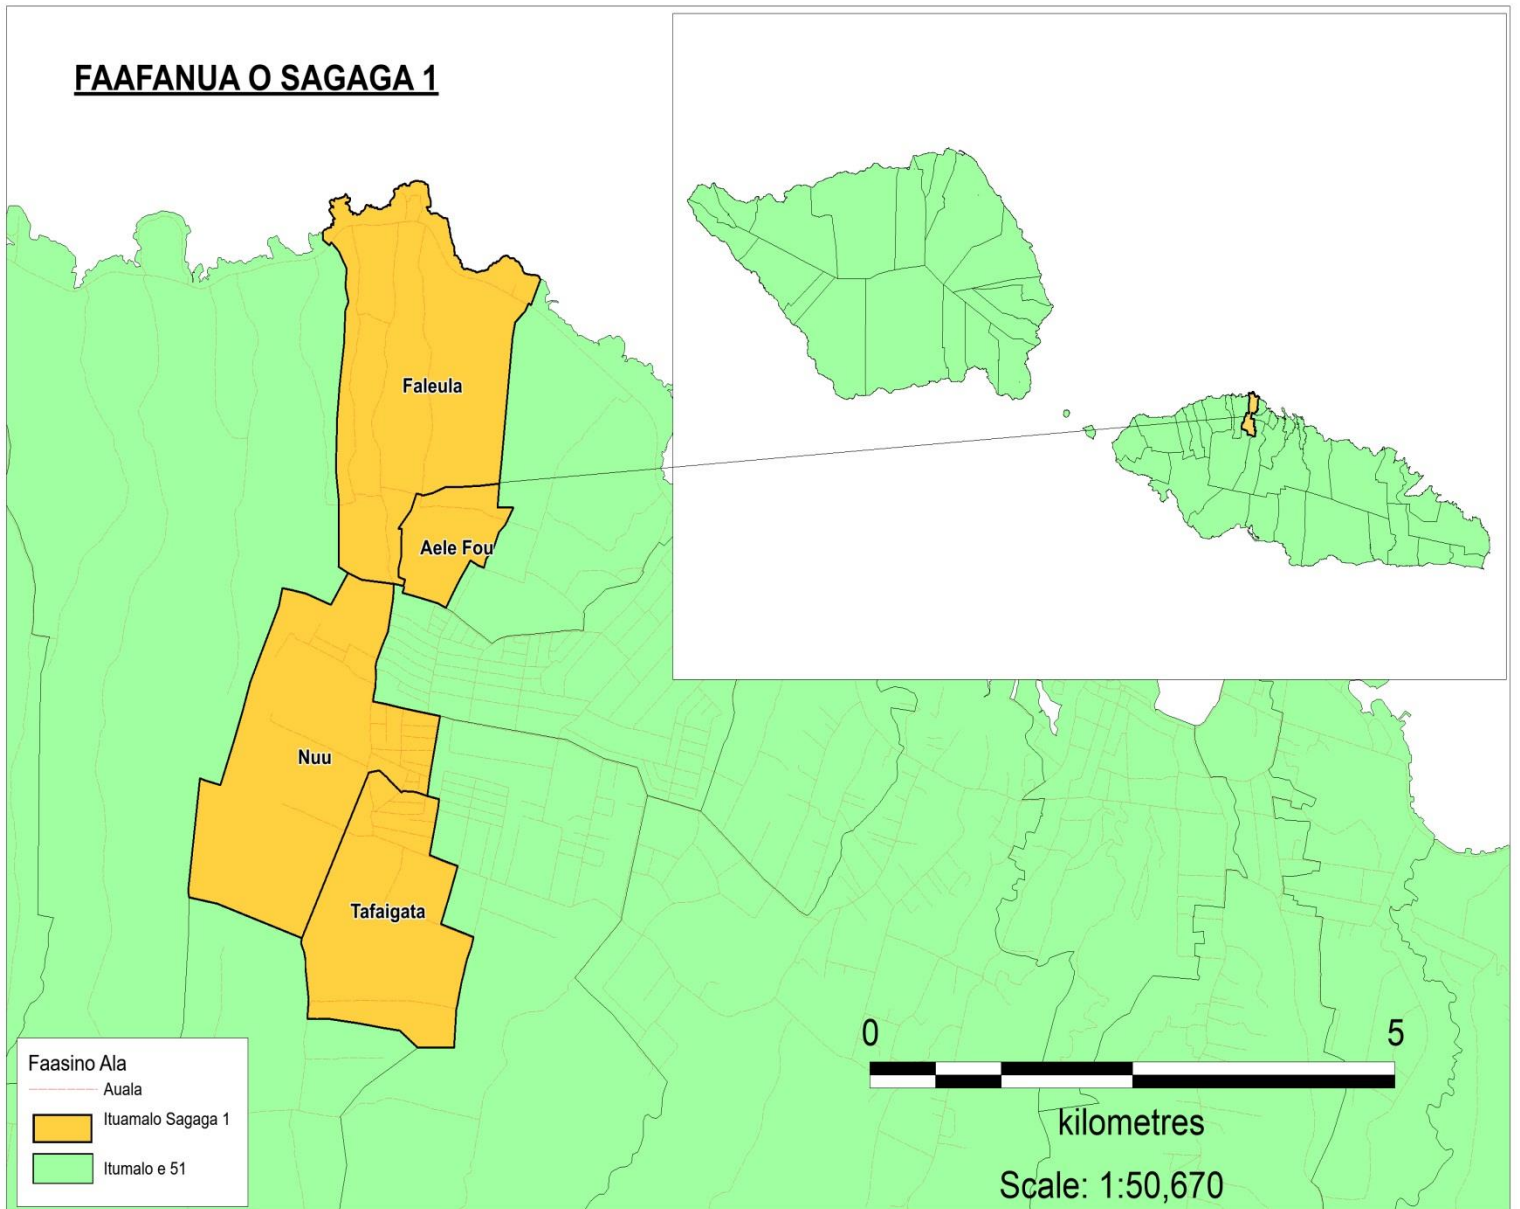 FAAFANUA O SAGAGA 1
Faleula
Aele Fou
Nuu
Tafaigata
Faasino Ala
Auala
Ituamalo Sagaga 1
Itumalo e 51
0 5
kilometres
Scale: 1:50,670